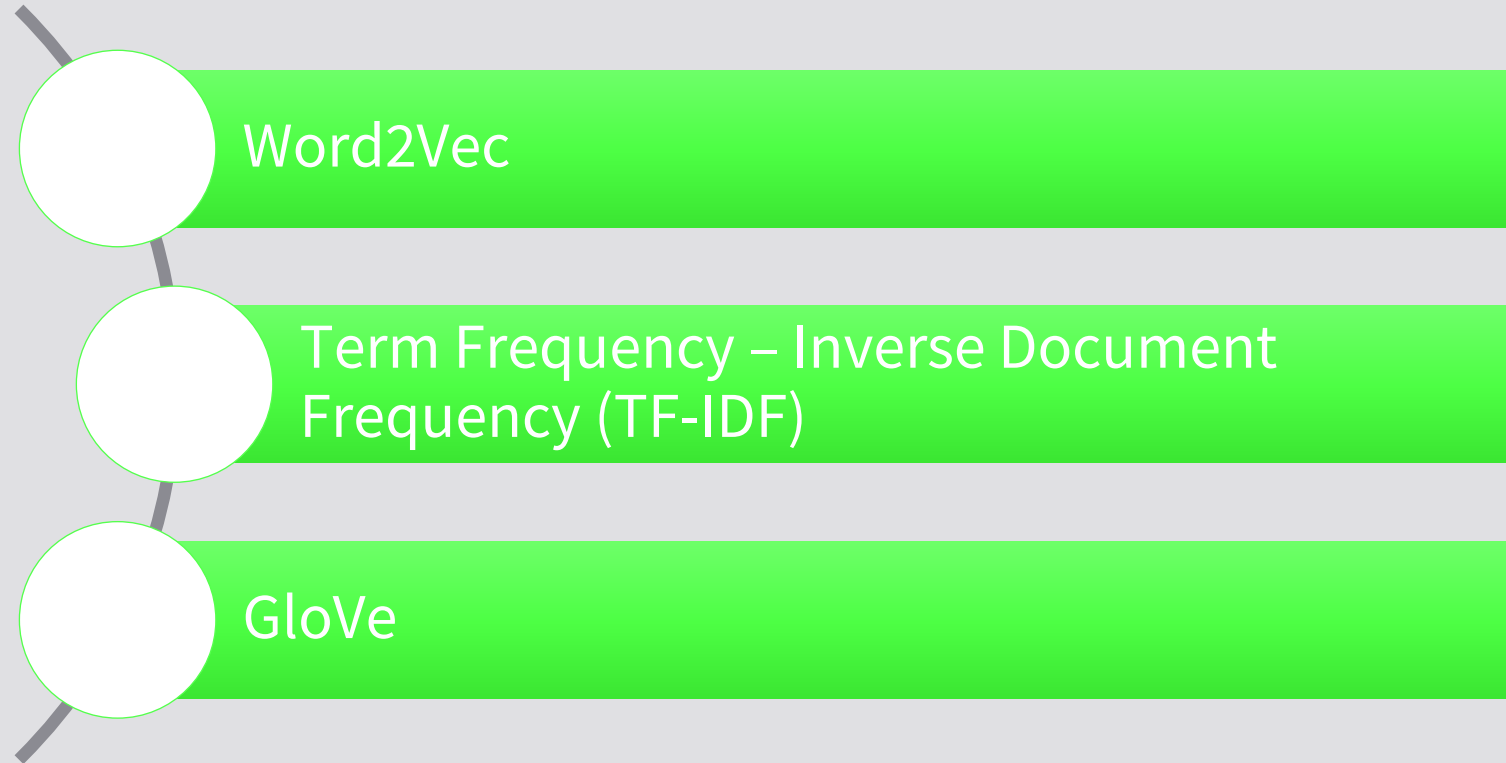 Word2Vec
Term Frequency – Inverse Document
Frequency (TF-IDF)
GloVe